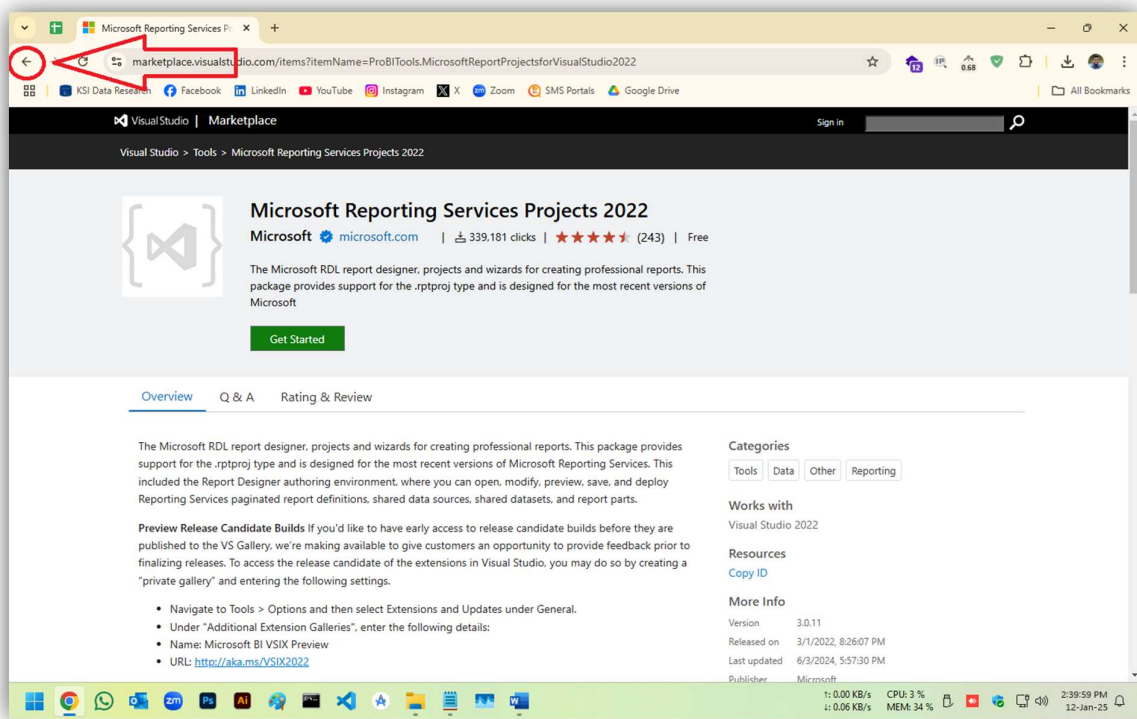 Microsoft Reporting Services Pr
marketplace.visualstudio.com/items?itemName=ProBITools.MicrosoftReportProjectsforVisualStudio2022
12
IP
0.68
KSI Data Research
Facebook
LinkedIn
YouTube
Instagram
X
Zoom
SMS Portals
Google Drive
All Bookmarks
Visual Studio | Marketplace
Sign in
Visual Studio > Tools > Microsoft Reporting Services Projects 2022
Microsoft Reporting Services Projects 2022
Microsoft microsoft.com | 339,181 clicks | (243) | Free
The Microsoft RDL report designer, projects and wizards for creating professional reports. This
package provides support for the .rptproj type and is designed for the most recent versions of
Microsoft
Get Started
Overview
Q & A
Rating & Review
The Microsoft RDL report designer, projects and wizards for creating professional reports. This package provides
support for the .rptproj type and is designed for the most recent versions of Microsoft Reporting Services. This
included the Report Designer authoring environment, where you can open, modify, preview, save, and deploy
Reporting Services paginated report definitions, shared data sources, shared datasets, and report parts.
Preview Release Candidate Builds If you'd like to have early access to release candidate builds before they are
published to the VS Gallery, we're making available to give customers an opportunity to provide feedback prior to
finalizing releases. To access the release candidate of the extensions in Visual Studio, you may do so by creating a
"private gallery" and entering the following settings.
• Navigate to Tools > Options and then select Extensions and Updates under General.
• Under "Additional Extension Galleries", enter the following details:
• Name: Microsoft BI VSIX Preview
• URL: http://aka.ms/VSIX2022
Categories
Tools
Data
Other
Reporting
Works with
Visual Studio 2022
Resources
Copy ID
More Info
Version 3.0.11
Released on 3/1/2022, 8:26:07 PM
Last updated 6/3/2024, 5:57:30 PM
Publisher Microsoft
zm
Ps
Ai
↑: 0.00 KB/s CPU: 3 %
↓: 0.06 KB/s MEM: 34 %
2:39:59 PM
12-Jan-25